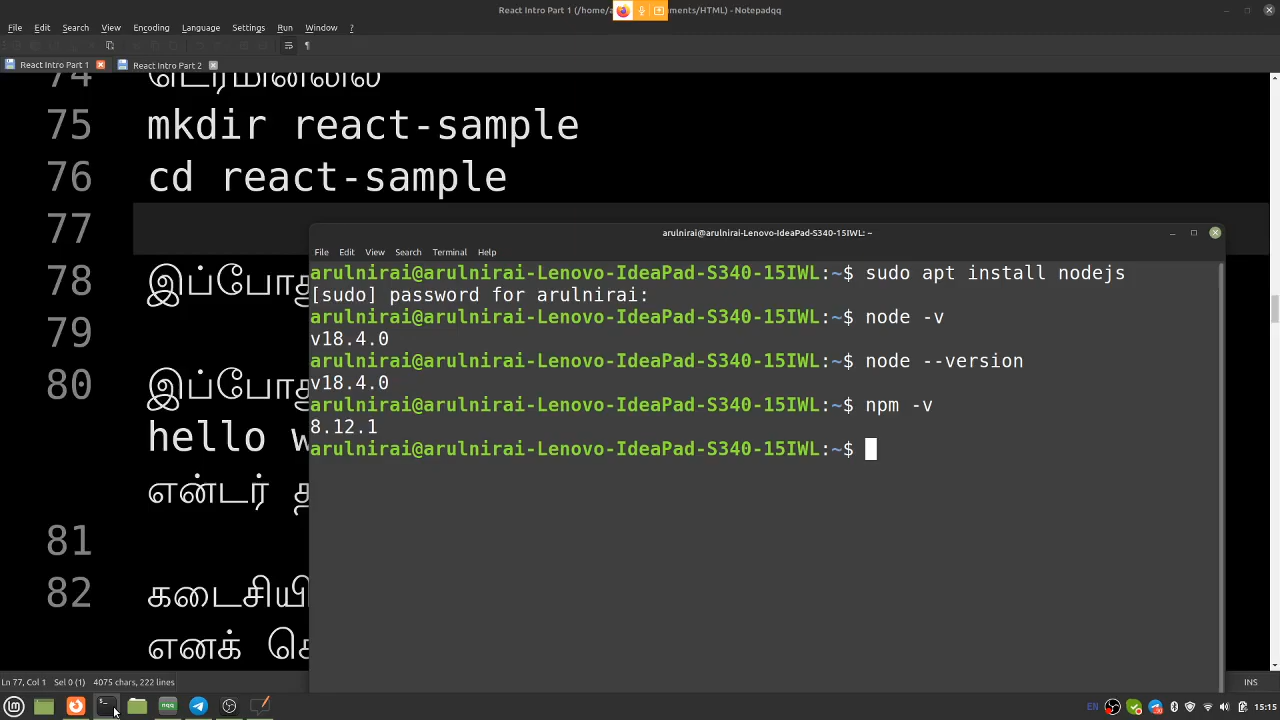 React Intro Part 1 (/home/a
ments/HTML) - Notepadqq
File Edit Search View Encoding Language Settings Run Window ?
React Intro Part 1 React Intro Part 2
74 டெர்மினலில்
75 mkdir react-sample
76 cd react-sample
77
78 இப்போது
79
80 இப்போது
hello w
என்டர் த
81
82 கடைசியி
எனக் செ
arulnirai@arulnirai-Lenovo-IdeaPad-S340-15IWL: ~
File Edit View Search Terminal Help
arulnirai@arulnirai-Lenovo-IdeaPad-S340-15IWL:~$ sudo apt install nodejs
[sudo] password for arulnirai:
arulnirai@arulnirai-Lenovo-IdeaPad-S340-15IWL:~$ node -v
v18.4.0
arulnirai@arulnirai-Lenovo-IdeaPad-S340-15IWL:~$ node --version
v18.4.0
arulnirai@arulnirai-Lenovo-IdeaPad-S340-15IWL:~$ npm -v
8.12.1
arulnirai@arulnirai-Lenovo-IdeaPad-S340-15IWL:~$
Ln 77, Col 1 Sel 0 (1) 4075 chars, 222 lines INS
nqq EN 15:15